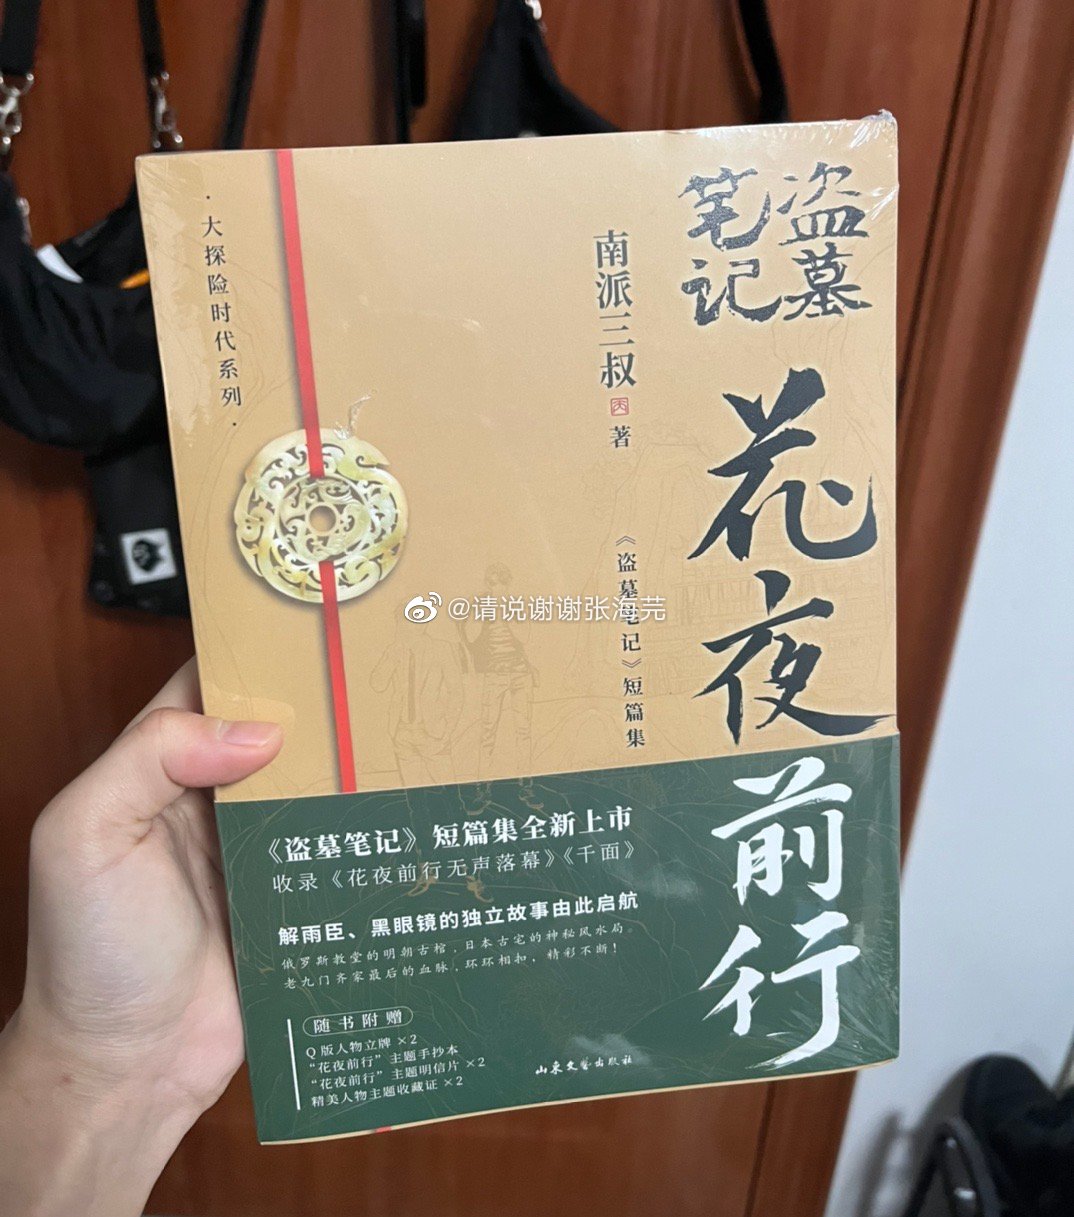 盗墓
笔记
花夜
前行
南派三叔
著
《盗墓笔记》短篇集
·大探险时代系列·
@请说谢谢张海芫
《盗墓笔记》短篇集全新上市
收录《花夜前行无声落幕》《千面》
解雨臣、黑眼镜的独立故事由此启航
俄罗斯教堂的明朝古棺，日本古宅的神秘风水局。
老九门齐家最后的血脉，环环相扣，精彩不断！
随书附赠
Q版人物立牌×2
“花夜前行”主题手抄本
“花夜前行”主题明信片×2
精美人物主题收藏证×2
山东文艺出版社